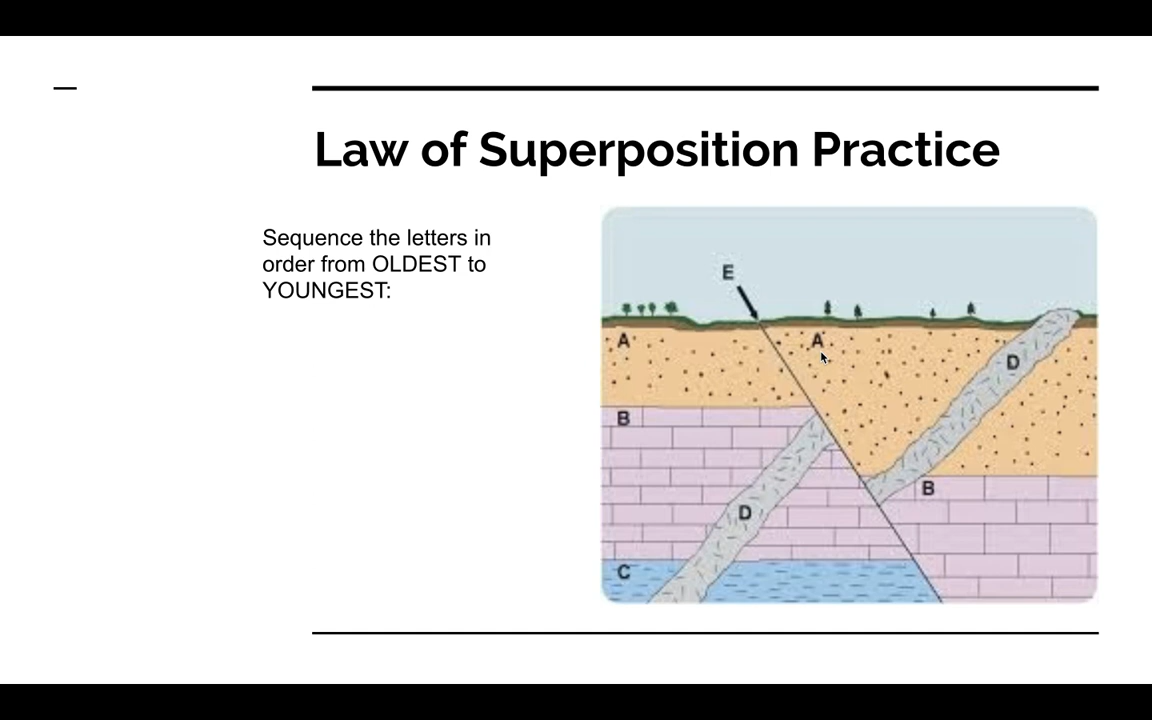 Law of Superposition Practice
Sequence the letters in
order from OLDEST to
YOUNGEST:
E
A
A
D
B
B
D
C